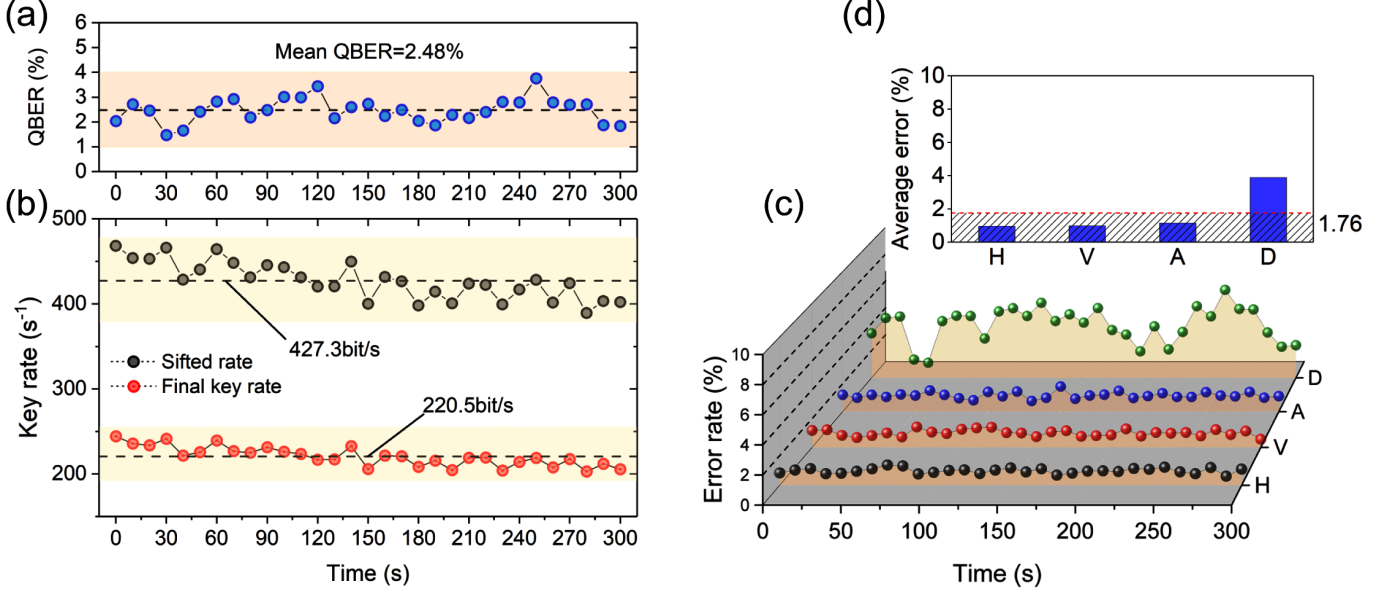 (a)
QBER (%)
6
5
4
3
2
1
0
Mean QBER=2.48%
0 30 60 90 120 150 180 210 240 270 300
(b)
Key rate (s⁻¹)
500
400
300
200
427.3bit/s
Sifted rate
Final key rate
220.5bit/s
0 30 60 90 120 150 180 210 240 270 300
Time (s)
(c)
Error rate (%)
10
8
6
4
2
0
0 50 100 150 200 250 300
Time (s)
D
A
V
H
(d)
Average error (%)
10
8
6
4
2
0
1.76
H V A D